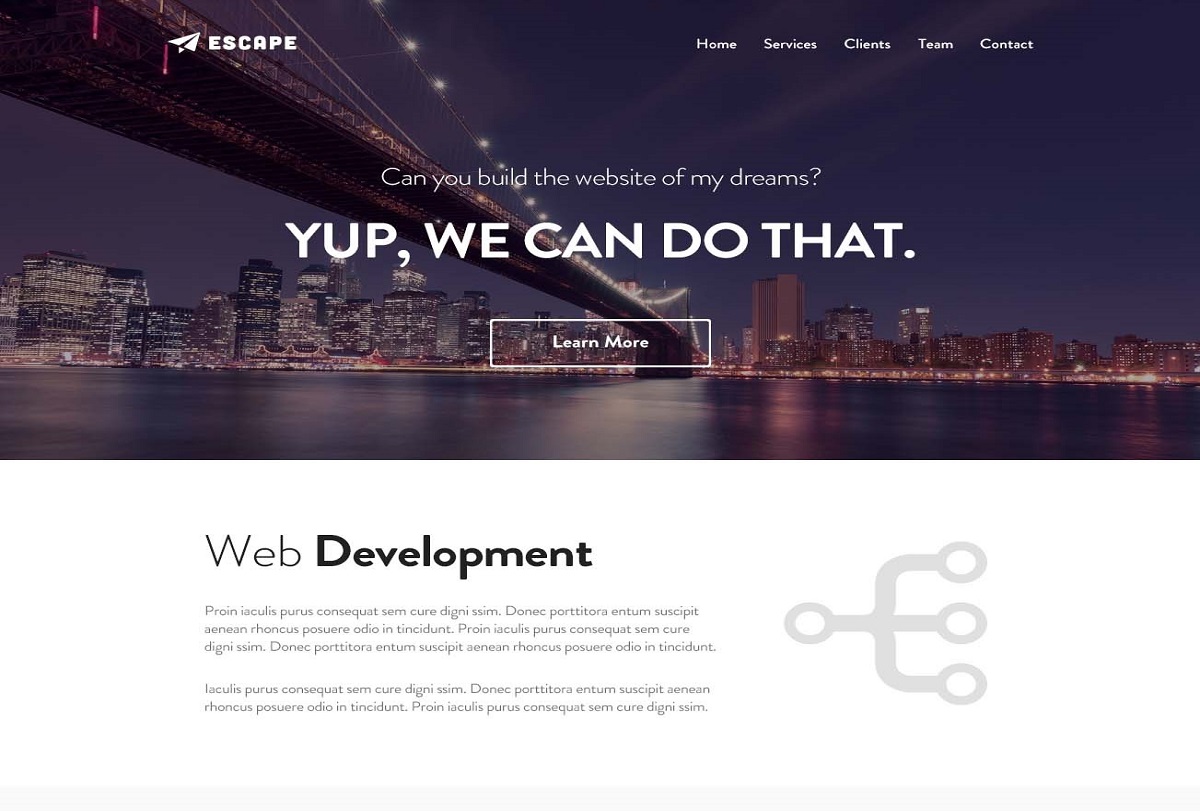 ESCAPE
Home Services Clients Team Contact
Can you build the website of my dreams?
YUP, WE CAN DO THAT.
Learn More
Web Development
Proin iaculis purus consequat sem cure digni ssim. Donec porttitora entum suscipit
aenean rhoncus posuere odio in tincidunt. Proin iaculis purus consequat sem cure
digni ssim. Donec porttitora entum suscipit aenean rhoncus posuere odio in tincidunt.
Iaculis purus consequat sem cure digni ssim. Donec porttitora entum suscipit aenean
rhoncus posuere odio in tincidunt. Proin iaculis purus consequat sem cure digni ssim.